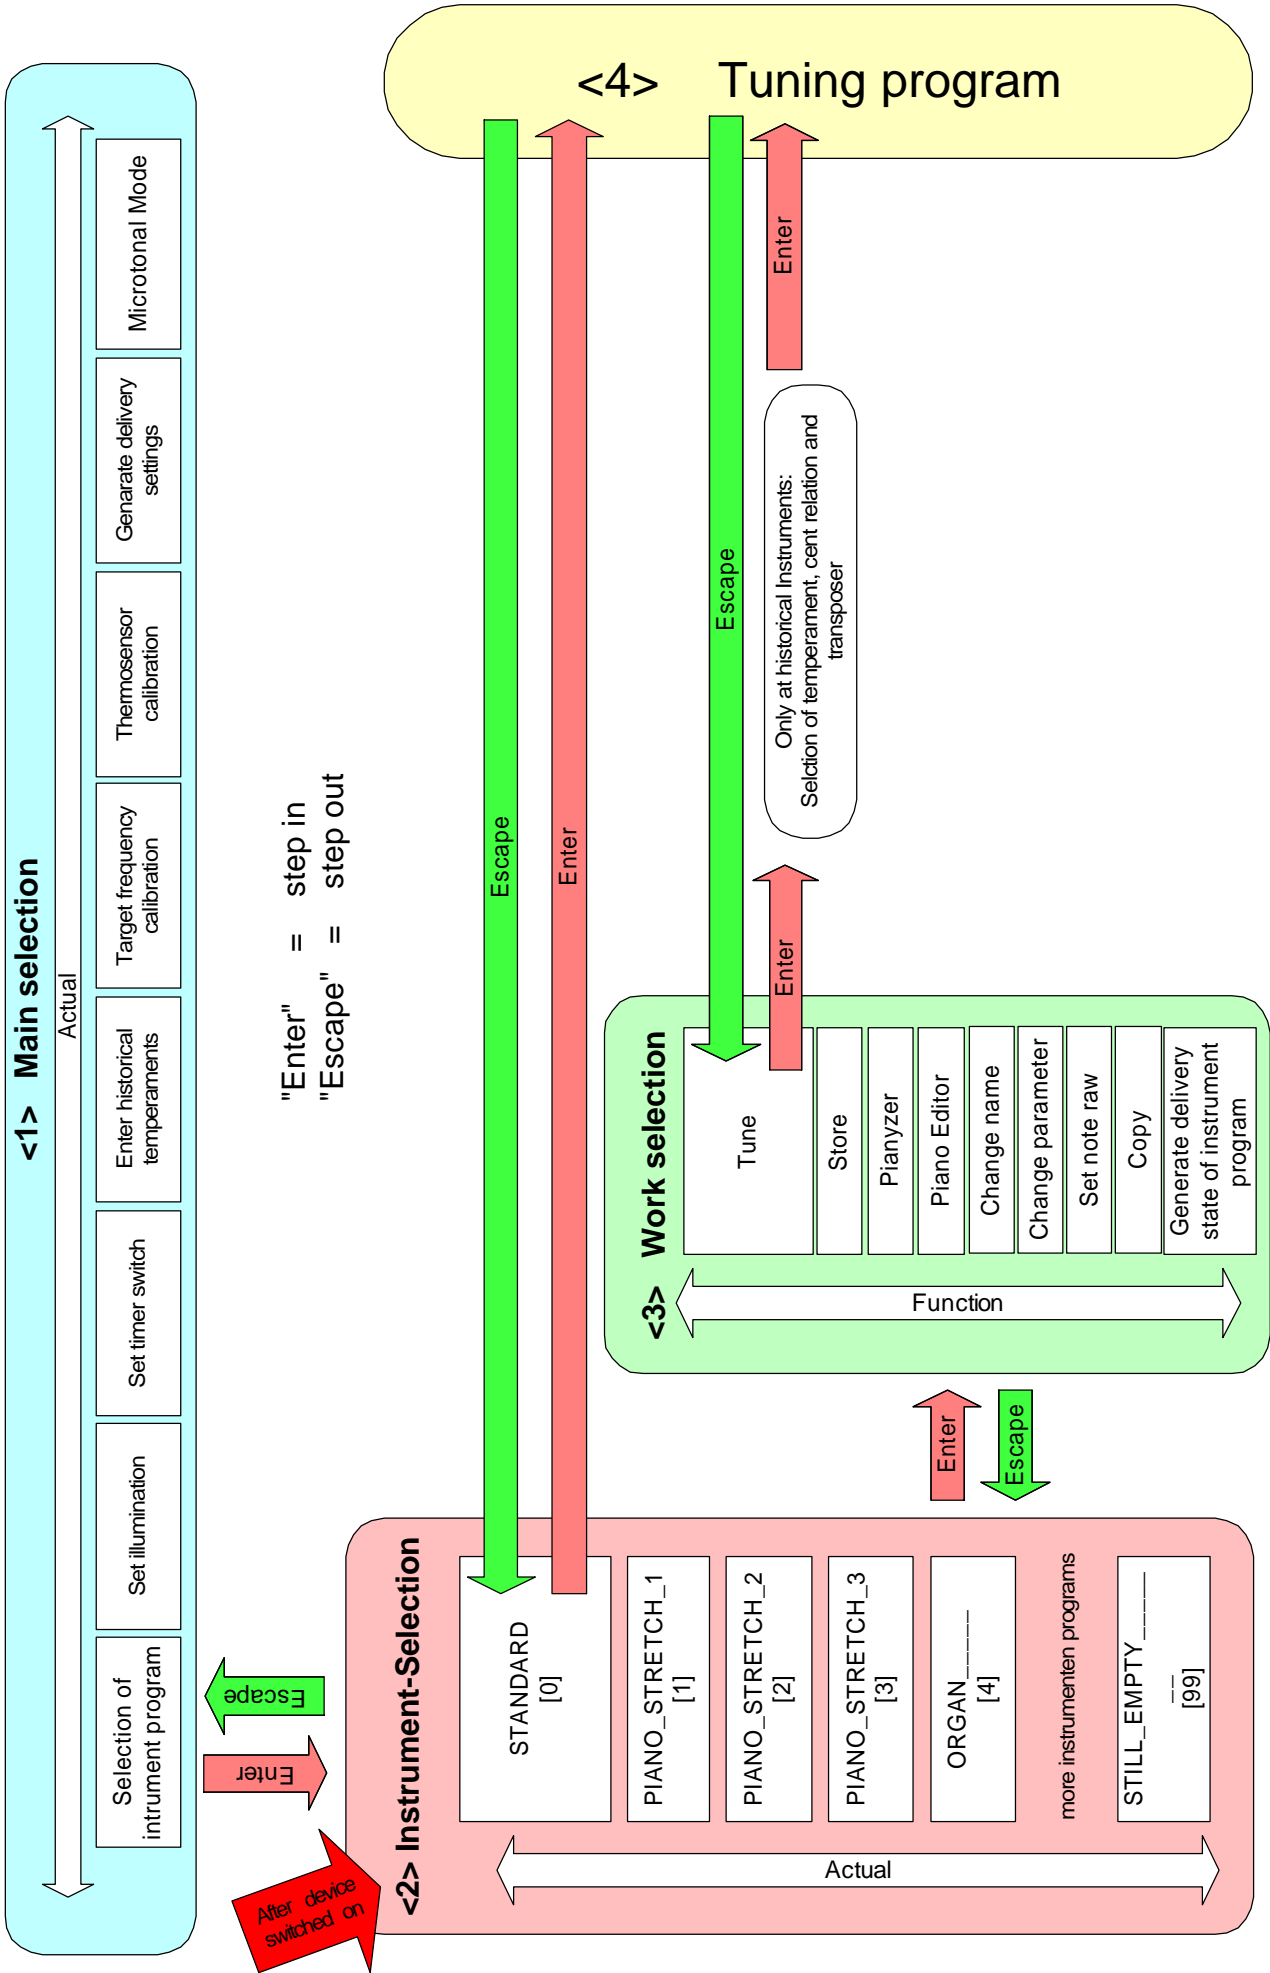 <1> Main selection
Actual
Selection of
intrument program
Set illumination
Set timer switch
Enter historical
temperaments
Target frequency
calibration
Thermosensor
calibration
Genarate delivery
settings
Microtonal Mode
Enter
Escape
"Enter" = step in
"Escape" = step out
After device
switched on
<2> Instrument-Selection
Actual
STANDARD
[0]
PIANO_STRETCH_1
[1]
PIANO_STRETCH_2
[2]
PIANO_STRETCH_3
[3]
ORGAN_____
[4]
more instrumenten programs
STILL_EMPTY_____
__
[99]
Escape
Enter
Enter
Escape
<3> Work selection
Function
Tune
Store
Pianyzer
Piano Editor
Change name
Change parameter
Set note raw
Copy
Generate delivery
state of instrument
program
Escape
Enter
Only at historical Instruments:
Selction of temperament, cent relation and
transposer
Enter
<4> Tuning program